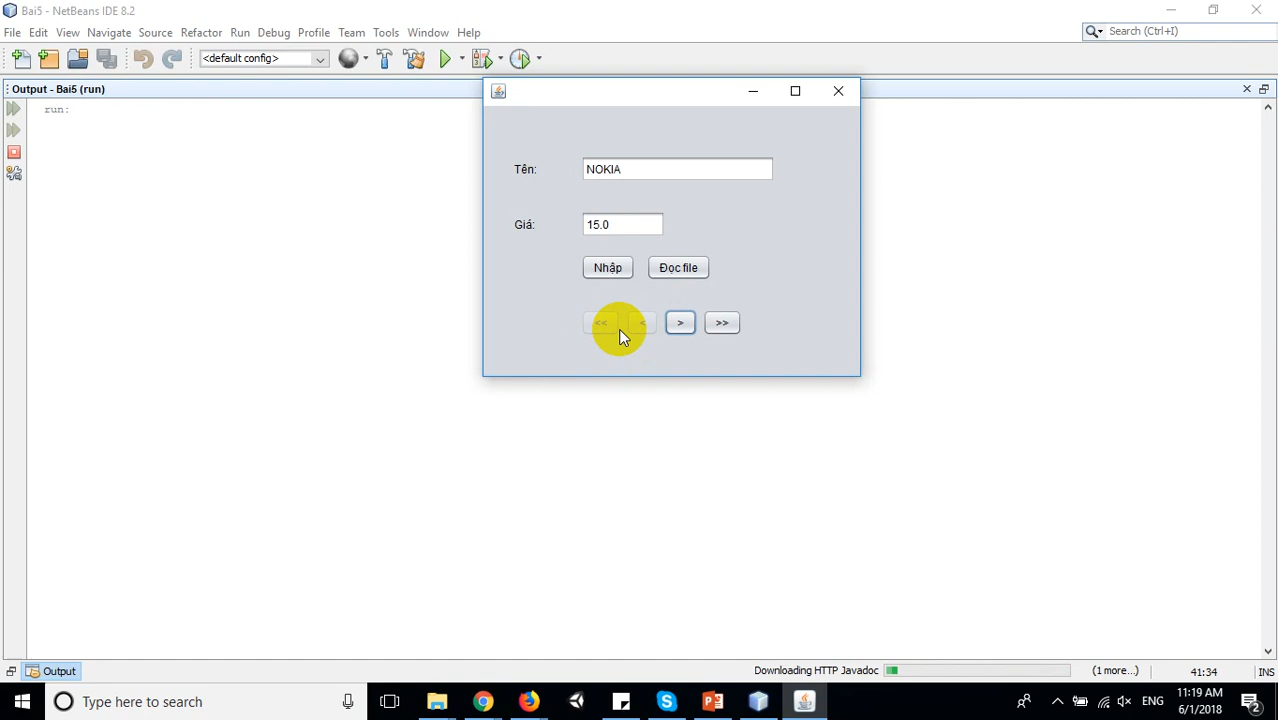 Bai5 - NetBeans IDE 8.2
File Edit View Navigate Source Refactor Run Debug Profile Team Tools Window Help
Search (Ctrl+I)
<default config>
Output - Bai5 (run)
run:
Tên:
NOKIA
Giá:
15.0
Nhập
Đọc file
<<
<
>
>>
Output
Downloading HTTP Javadoc
(1 more...)
41:34
INS
Type here to search
ENG
11:19 AM
6/1/2018
2